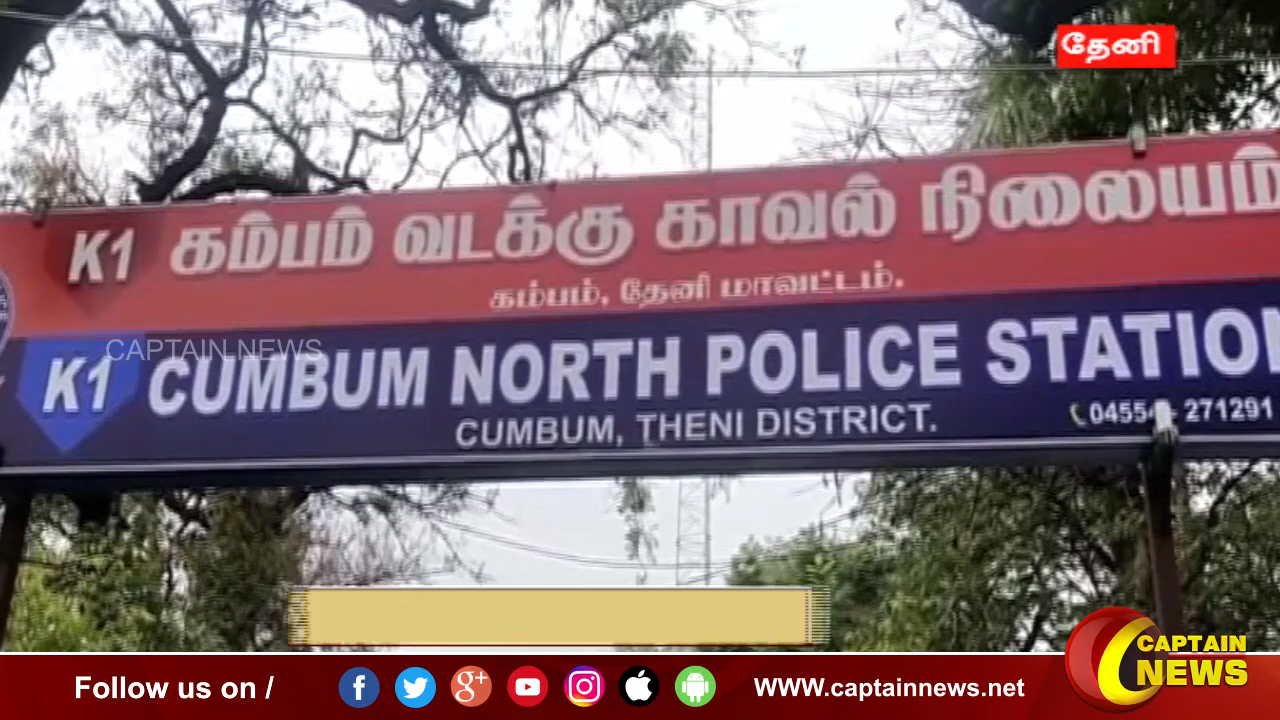 தேனி
K1 கம்பம் வடக்கு காவல் நிலையம்
கம்பம், தேனி மாவட்டம்.
CAPTAIN NEWS
K1 CUMBUM NORTH POLICE STATION
CUMBUM, THENI DISTRICT.
271291
Follow us on /
WWW.captainnews.net
CAPTAIN
NEWS